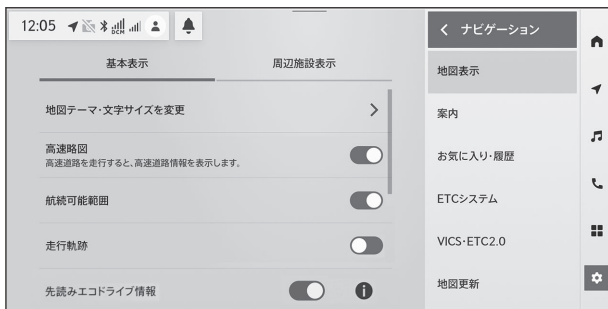 12:05
DCM
基本表示
周辺施設表示
地図テーマ・文字サイズを変更
高速略図
高速道路を走行すると、高速道路情報を表示します。
航続可能範囲
走行軌跡
先読みエコドライブ情報
ナビゲーション
地図表示
案内
お気に入り・履歴
ETCシステム
VICS・ETC2.0
地図更新